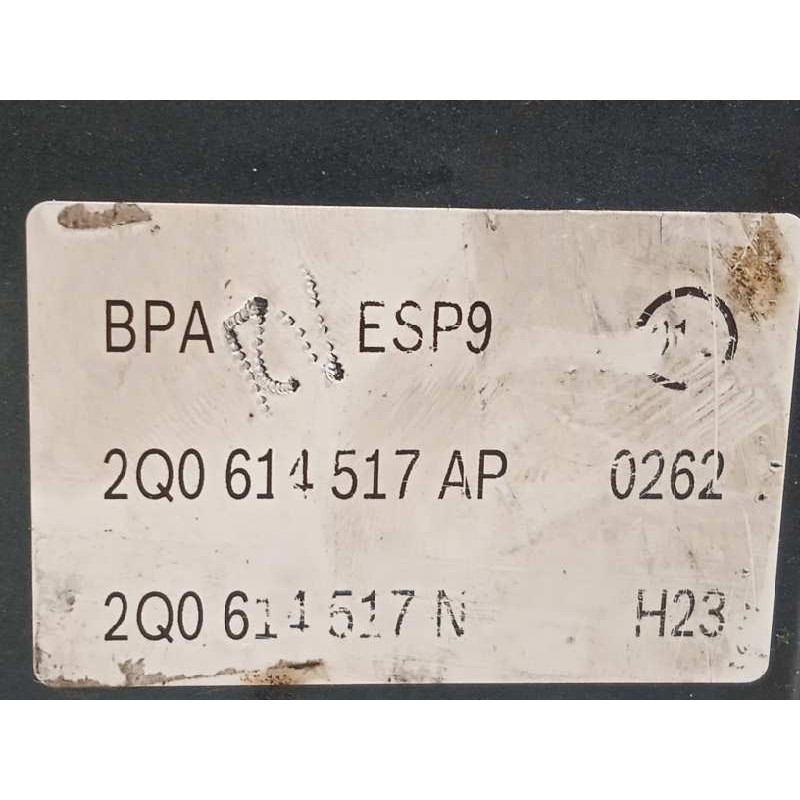 BPA ESP9
2Q0 614 517 AP 0262
2Q0 614 517 N H23